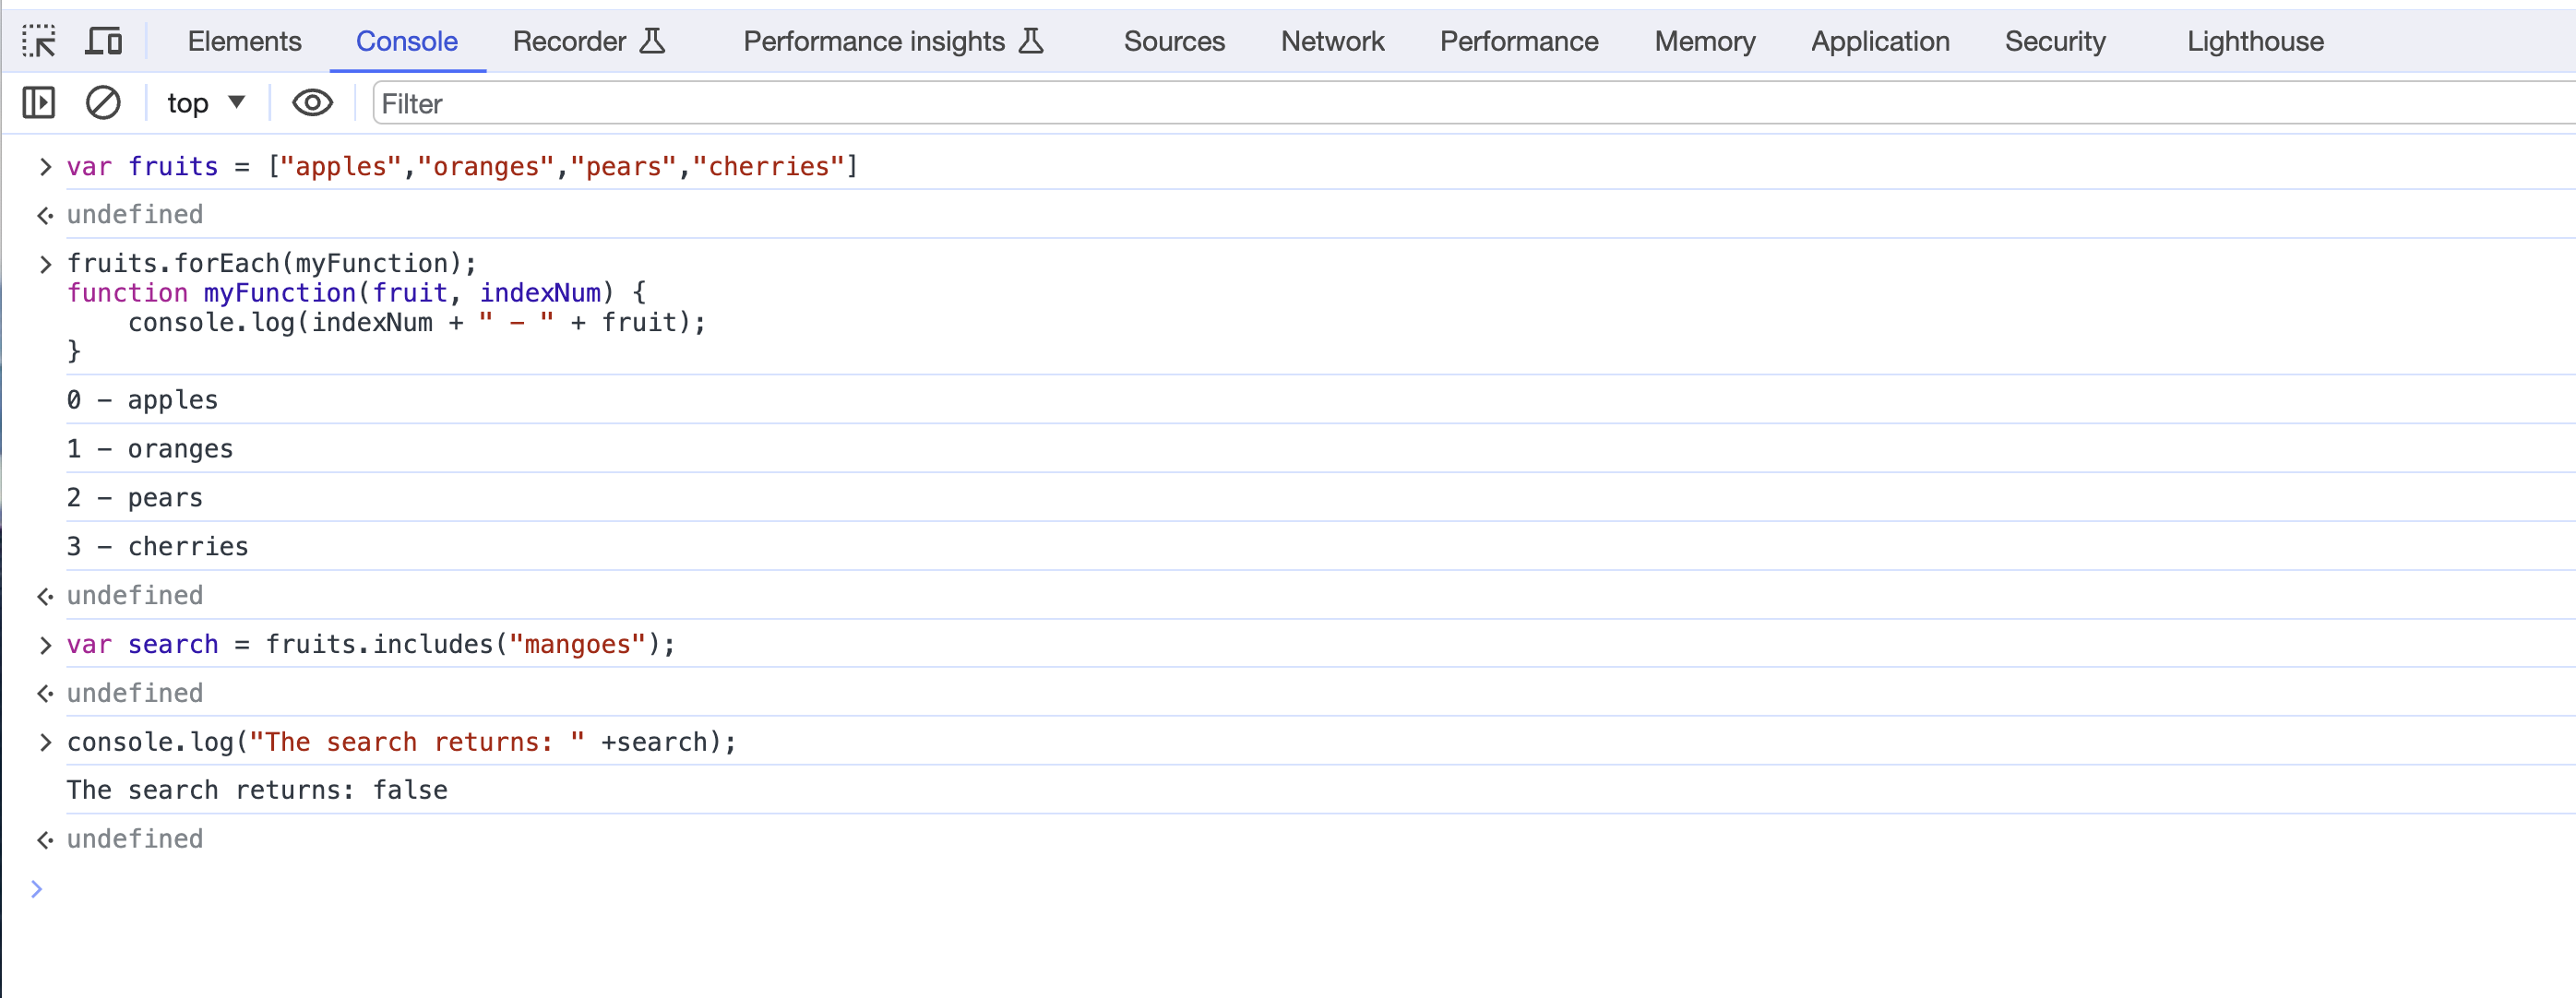 Elements Console Recorder Performance insights Sources Network Performance Memory Application Security Lighthouse
top Filter
> var fruits = ["apples","oranges","pears","cherries"]
undefined
> fruits.forEach(myFunction);
function myFunction(fruit, indexNum) {
    console.log(indexNum + " - " + fruit);
}
0 - apples
1 - oranges
2 - pears
3 - cherries
undefined
> var search = fruits.includes("mangoes");
undefined
> console.log("The search returns: " +search);
The search returns: false
undefined
>